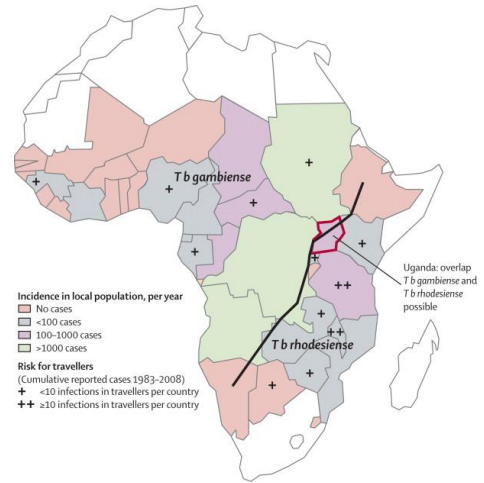 T b gambiense
Uganda: overlap
T b gambiense and
T b rhodesiense
possible
T b rhodesiense
Incidence in local population, per year
No cases
<100 cases
100–1000 cases
>1000 cases
Risk for travellers
(Cumulative reported cases 1983–2008)
+ <10 infections in travellers per country
++ ≥10 infections in travellers per country